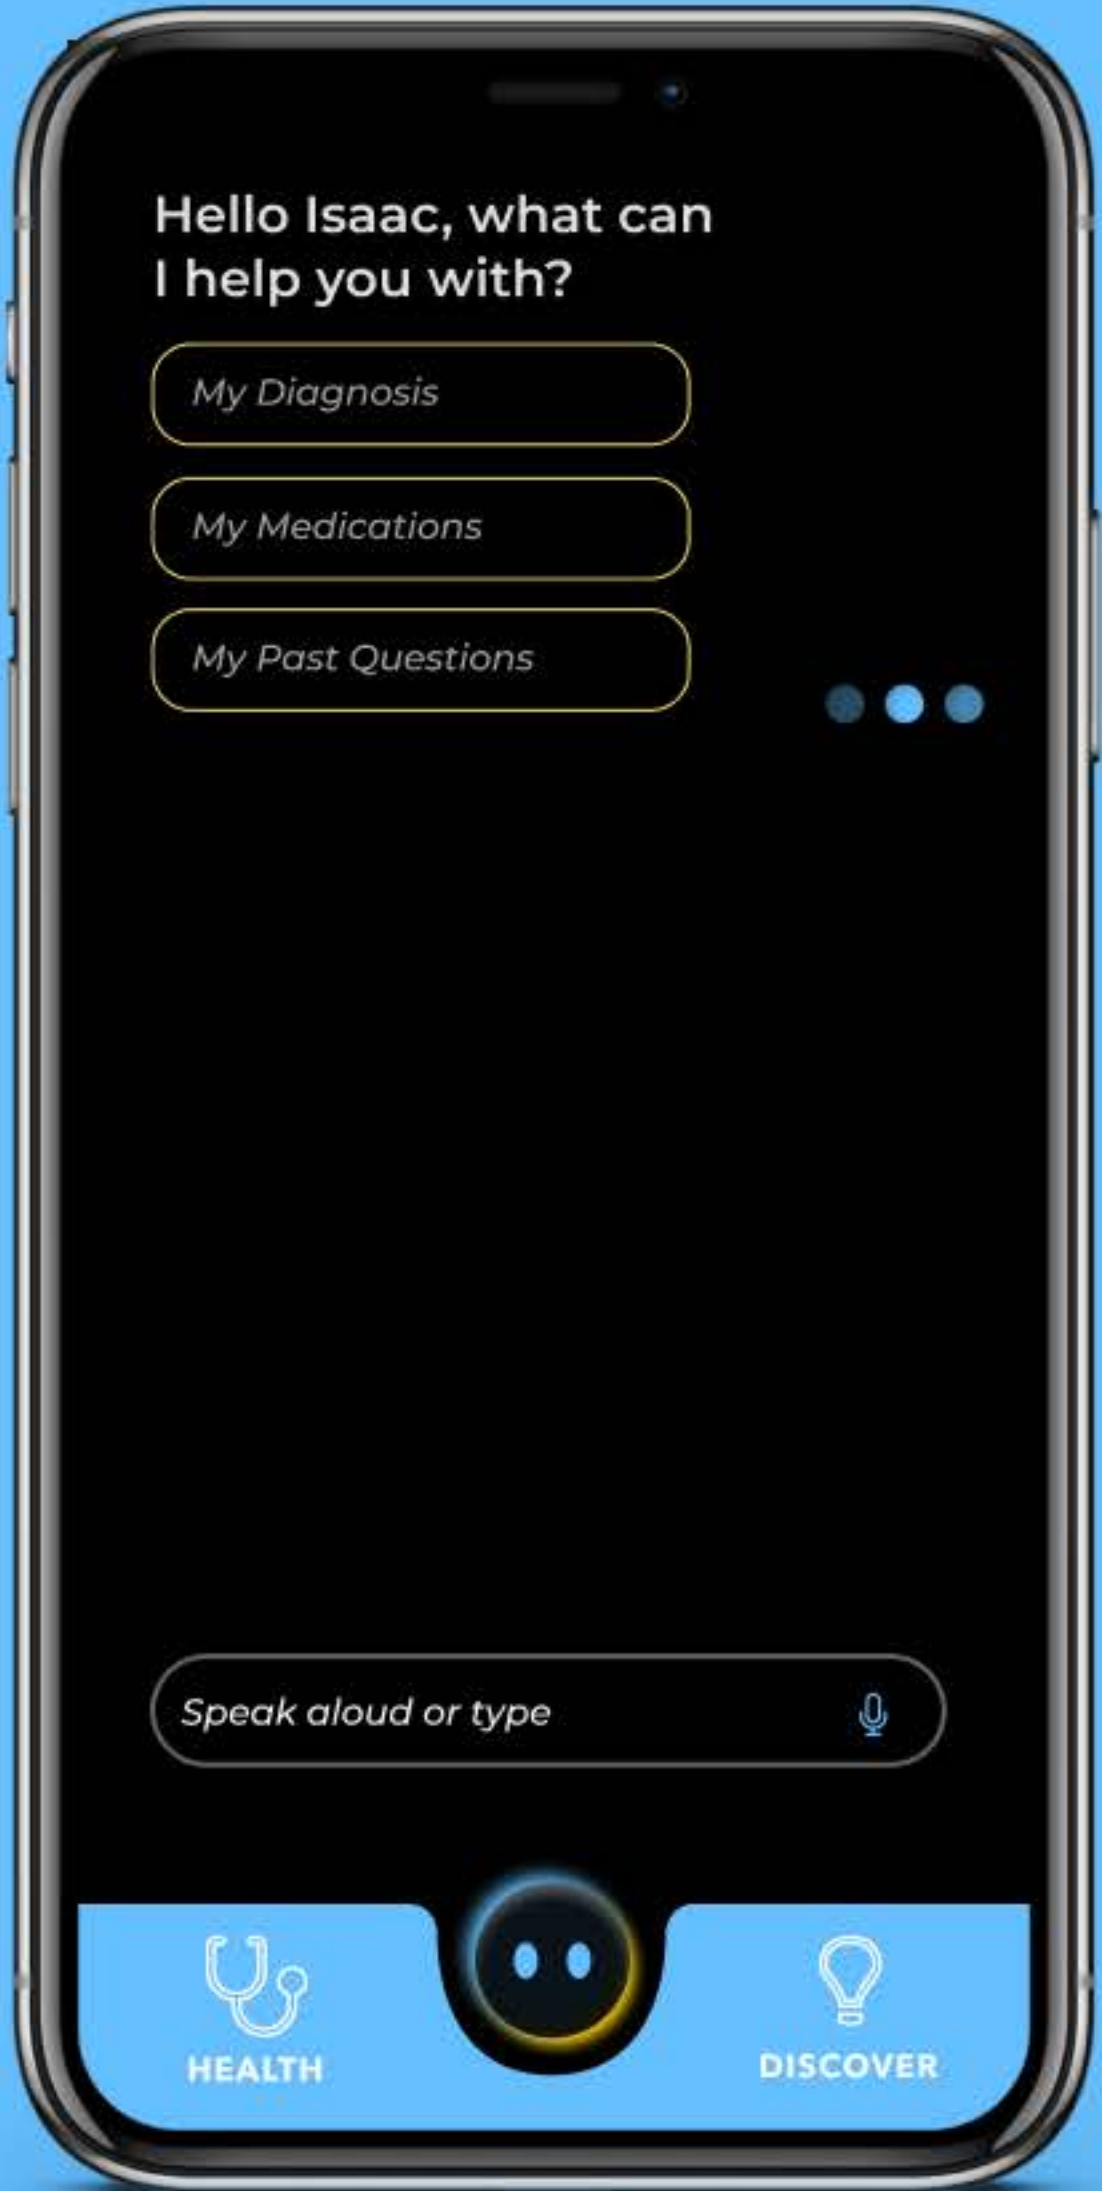 Hello Isaac, what can
I help you with?
My Diagnosis
My Medications
My Past Questions
Speak aloud or type
HEALTH
DISCOVER